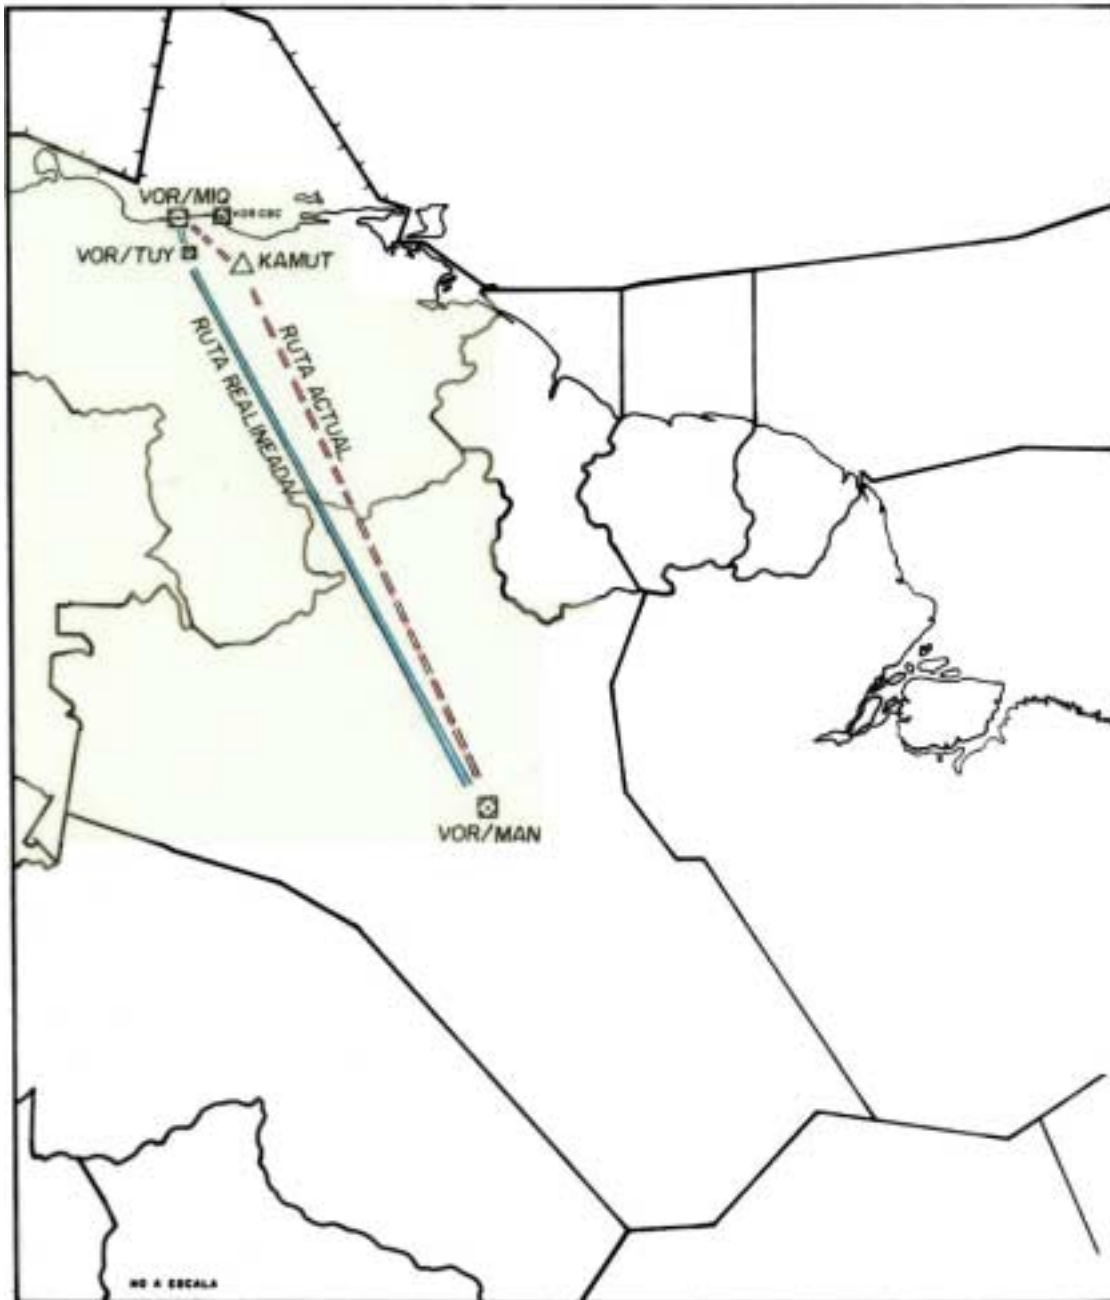 VOR/MIQ
VOR/TUY
KAMUT
RUTA ACTUAL
RUTA REALINEADA
VOR/MAN
NO A ESCALA